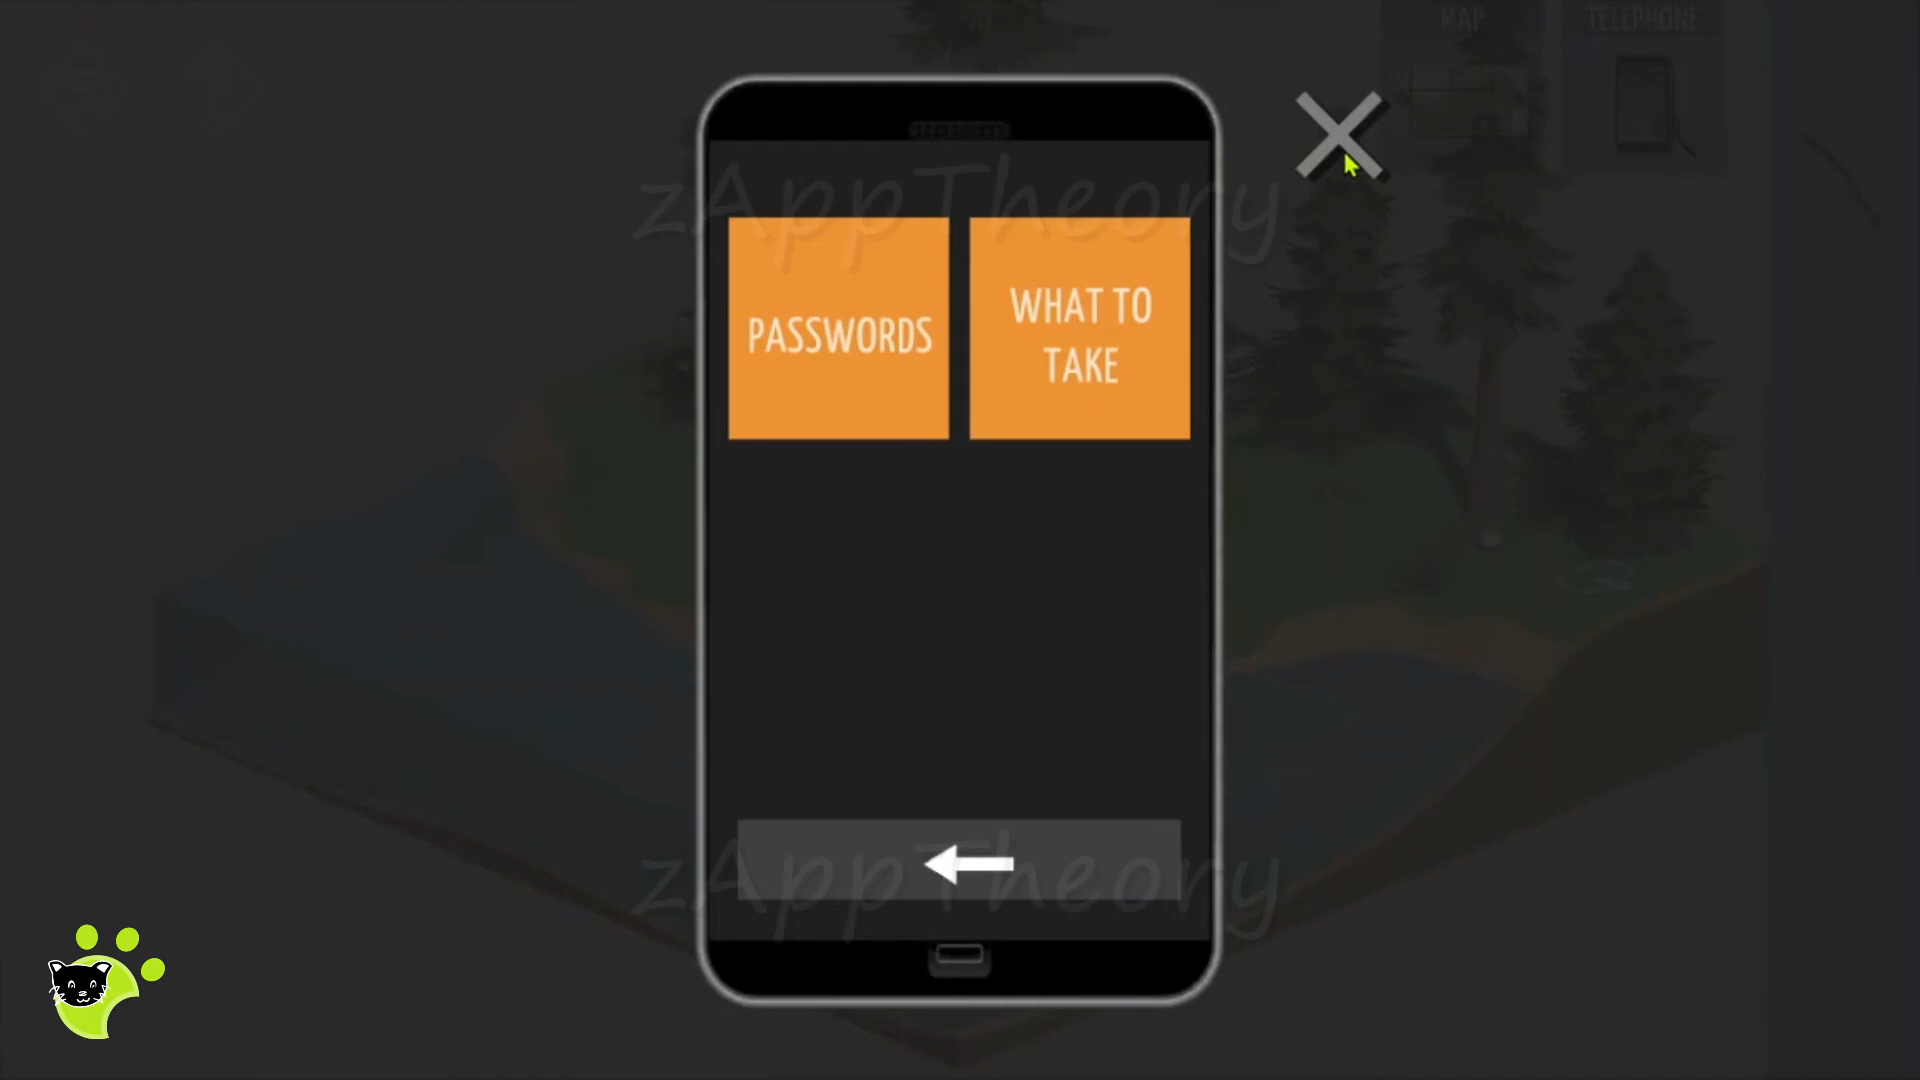 MAP
TELEPHONE
zAppTheory
PASSWORDS
WHAT TO
TAKE
zAppTheory